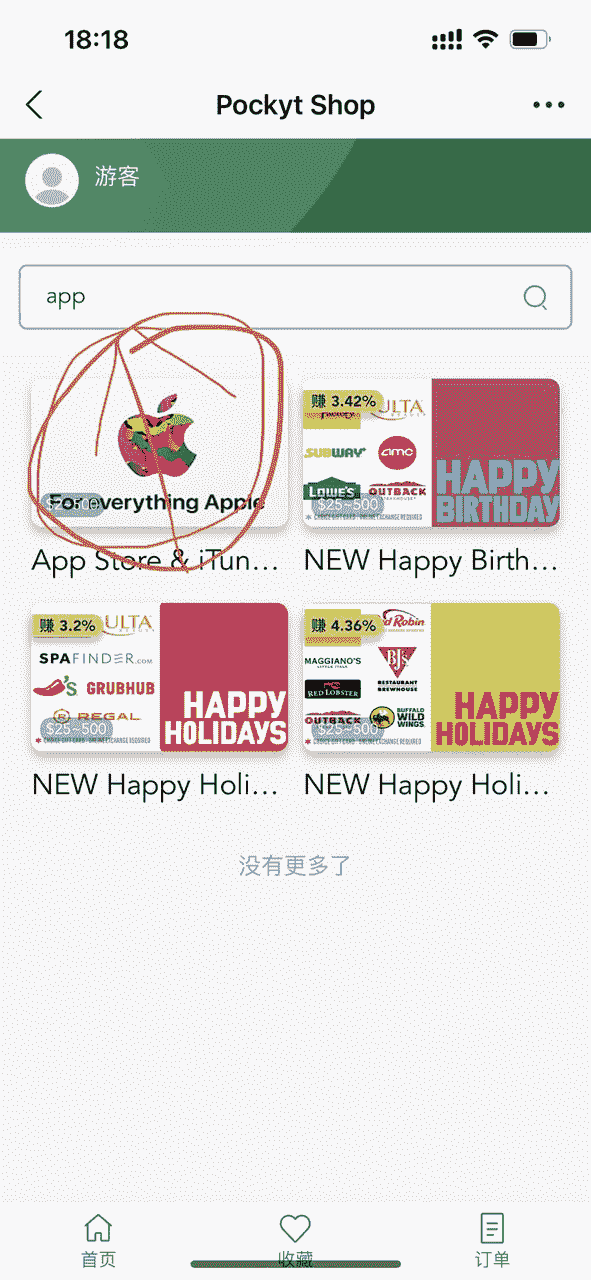 18:18
Pockyt Shop
游客
app
For everything Apple
App Store & iTun...
赚 3.42%
ULTA
SUBWAY
amc
LOWE'S
OUTBACK
$25~500
HAPPY
BIRTHDAY
NEW Happy Birth...
赚 3.2%
ULTA
SPAFINDER.COM
GRUBHUB
REGAL
$25~500
HAPPY
HOLIDAYS
NEW Happy Holi...
赚 4.36%
d Robin
MAGGIANO'S
LITTLE ITALY
BJ's
RESTAURANT
BREWHOUSE
RED LOBSTER
OUTBACK
BUFFALO
WILD
WINGS
$25~500
HAPPY
HOLIDAYS
NEW Happy Holi...
没有更多了
首页
收藏
订单